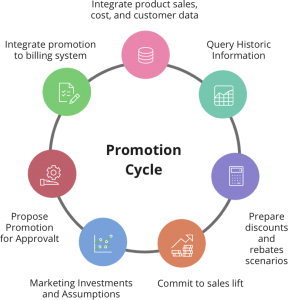 Integrate product sales,
cost, and customer data
Query Historic
Information
Prepare
discounts
and
rebates
scenarios
Commit to sales lift
Marketing Investments
and Assumptions
Propose
Promotion
for Approvalt
Integrate promotion
to billing system
Promotion
Cycle